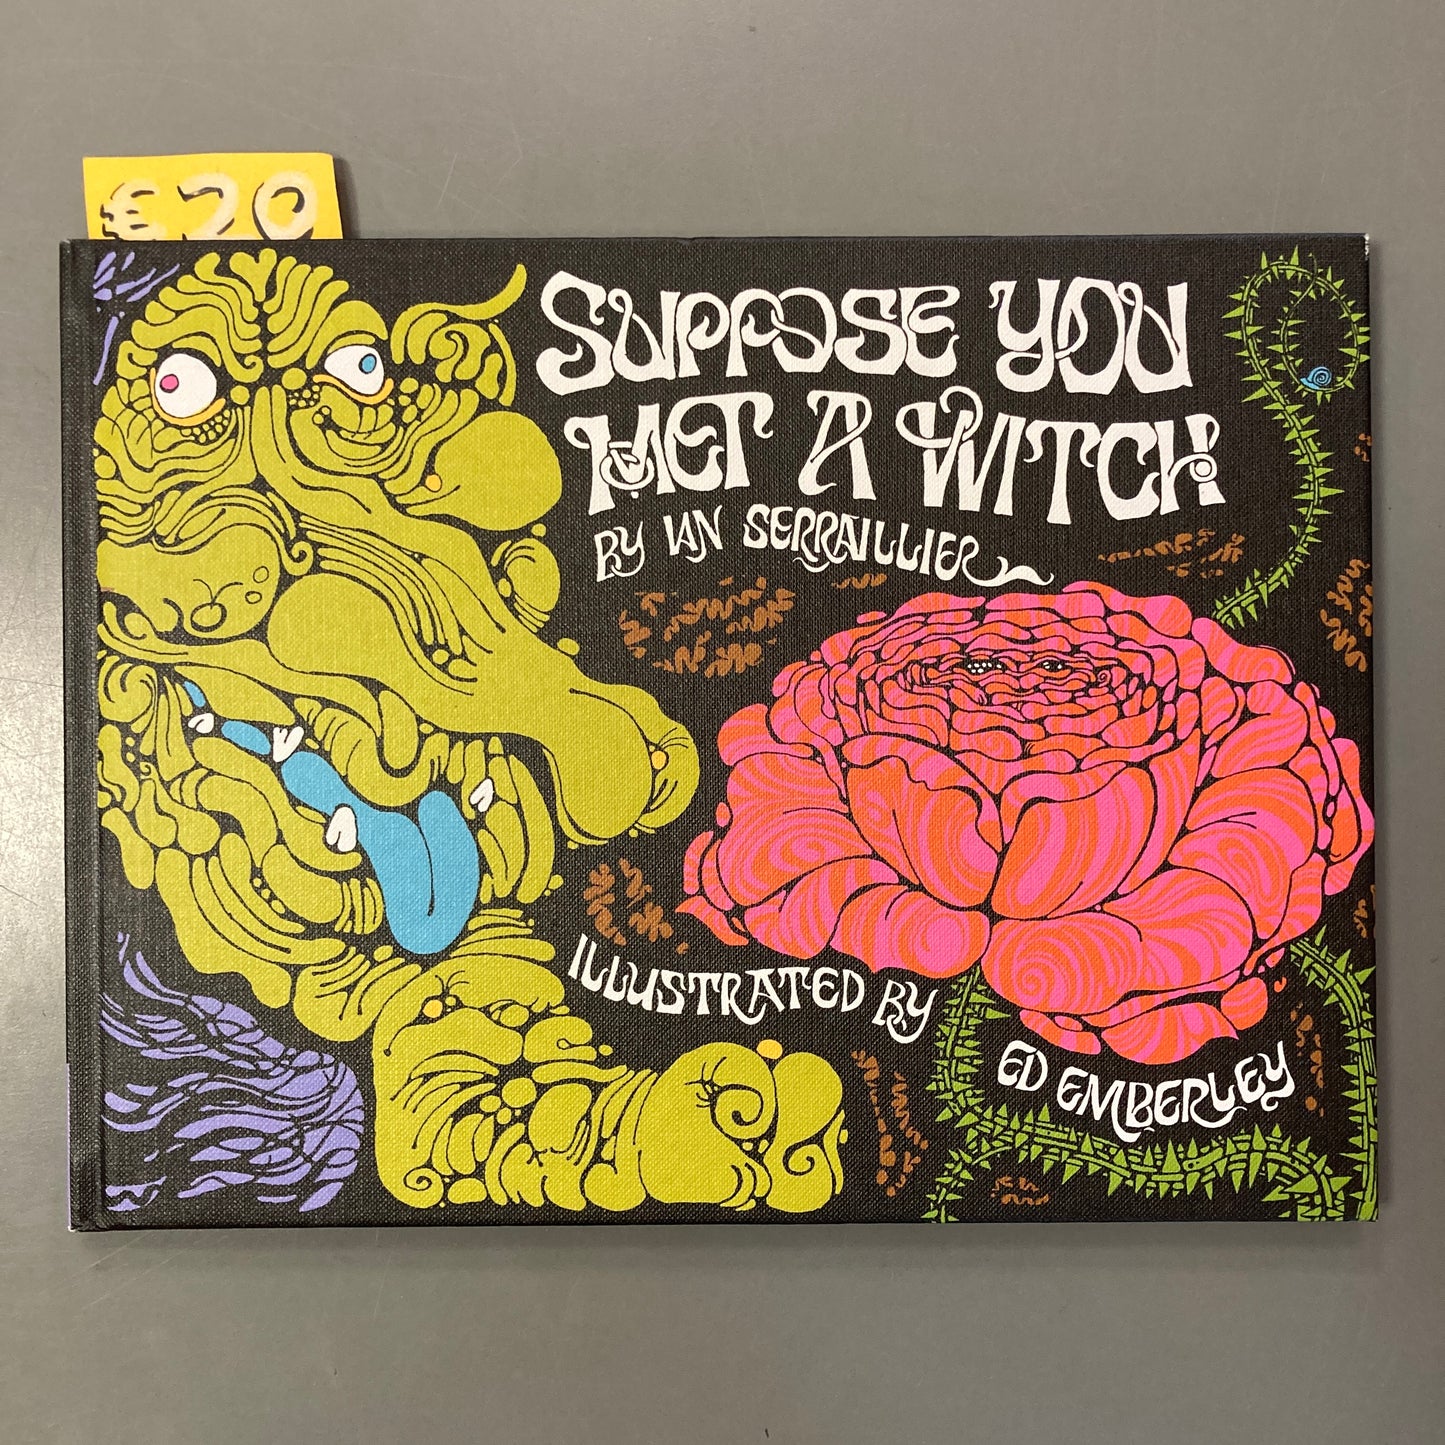 €20
SUPPOSE YOU
MET A WITCH
BY IAN SERRAILLIER
ILLUSTRATED BY
ED EMBERLEY